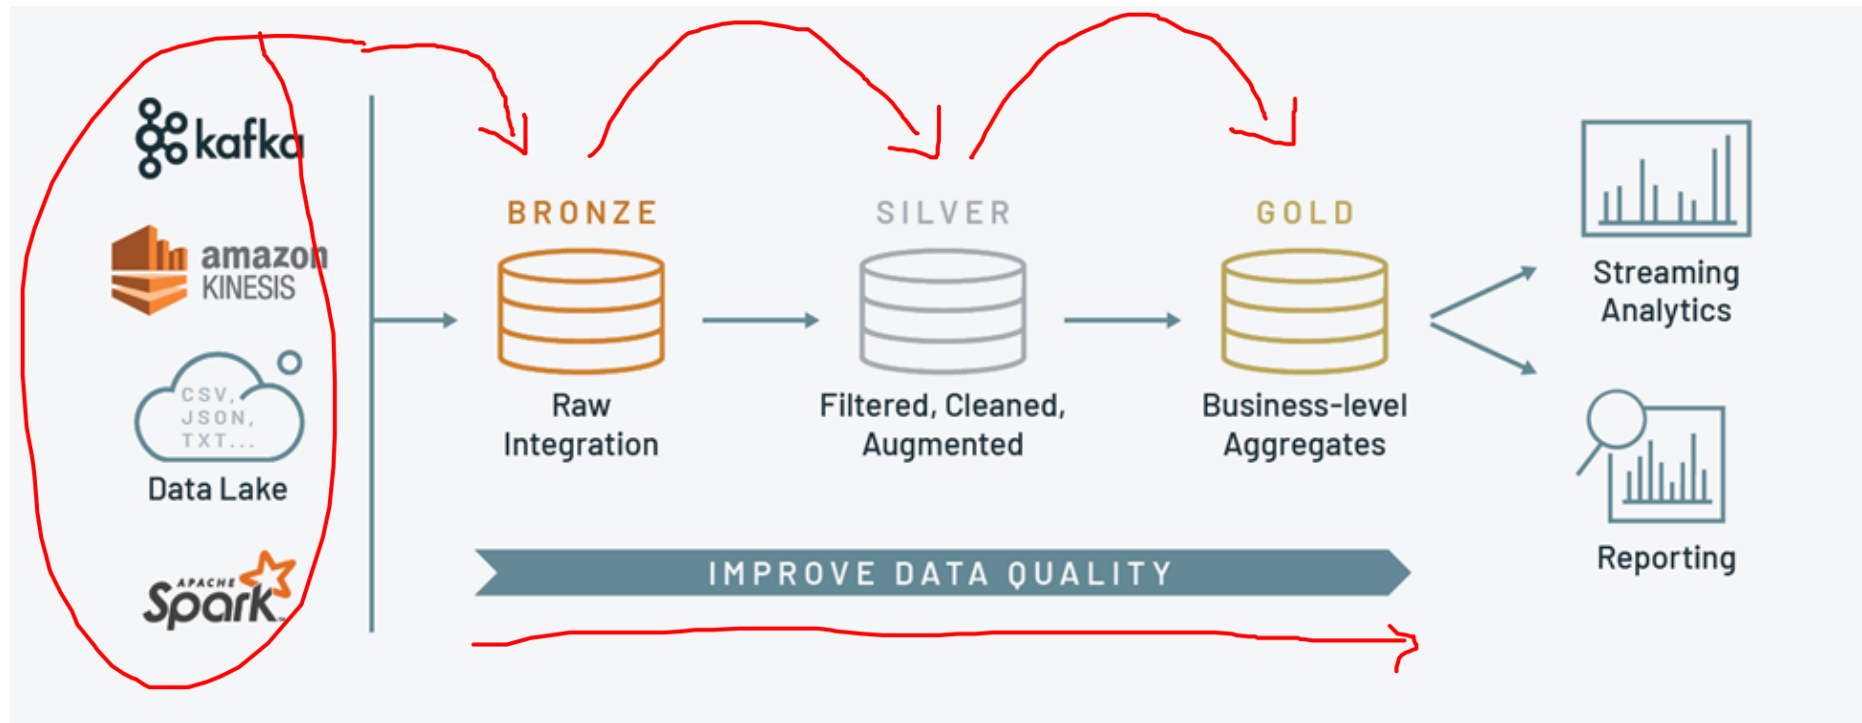 kafka
amazon
KINESIS
CSV,
JSON,
TXT...
Data Lake
APACHE
Spark™
BRONZE
Raw
Integration
SILVER
Filtered, Cleaned,
Augmented
GOLD
Business-level
Aggregates
IMPROVE DATA QUALITY
Streaming
Analytics
Reporting